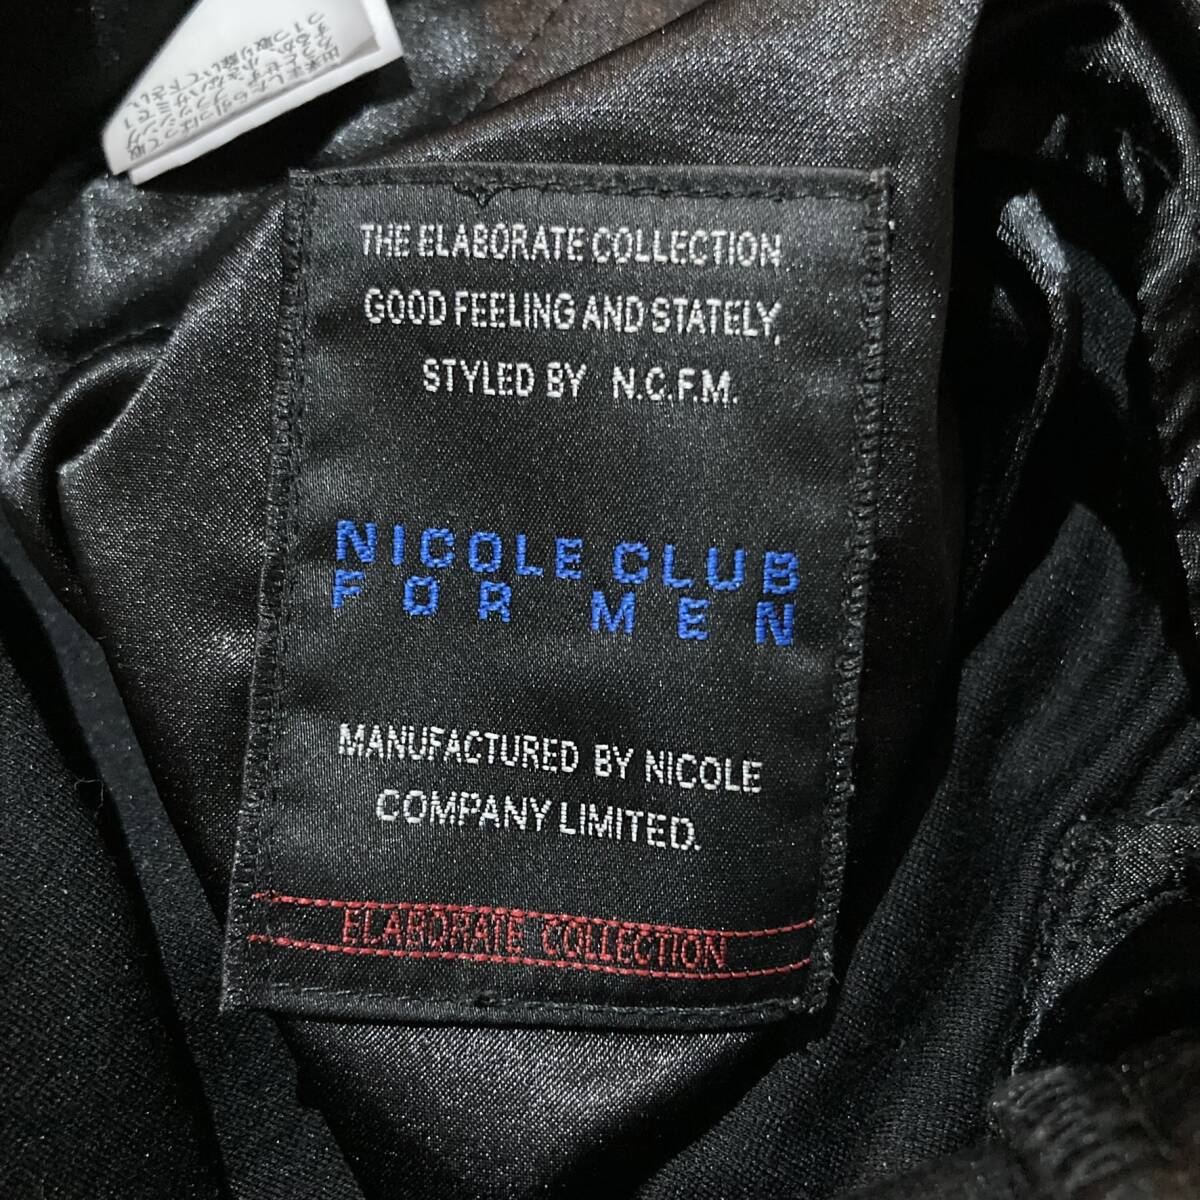 THE ELABORATE COLLECTION
GOOD FEELING AND STATELY,
STYLED BY N.C.F.M.
NICOLE CLUB
FOR MEN
MANUFACTURED BY NICOLE
COMPANY LIMITED.
ELABORATE COLLECTION